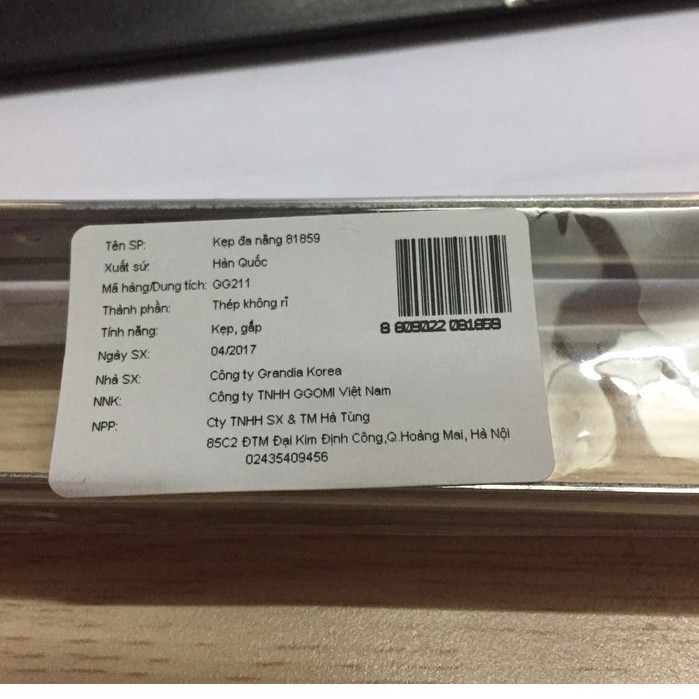 Tên SP: Kẹp đa năng 81859
Xuất sứ: Hàn Quốc
Mã hàng/Dung tích: GG211
Thành phần: Thép không rỉ
Tính năng: Kẹp, gắp
Ngày SX: 04/2017
Nhà SX: Công ty Grandia Korea
NNK: Công ty TNHH GGOMI Việt Nam
NPP: Cty TNHH SX & TM Hà Tùng
85C2 ĐTM Đại Kim Định Công,Q.Hoàng Mai, Hà Nội
02435409456
8 809022 081859